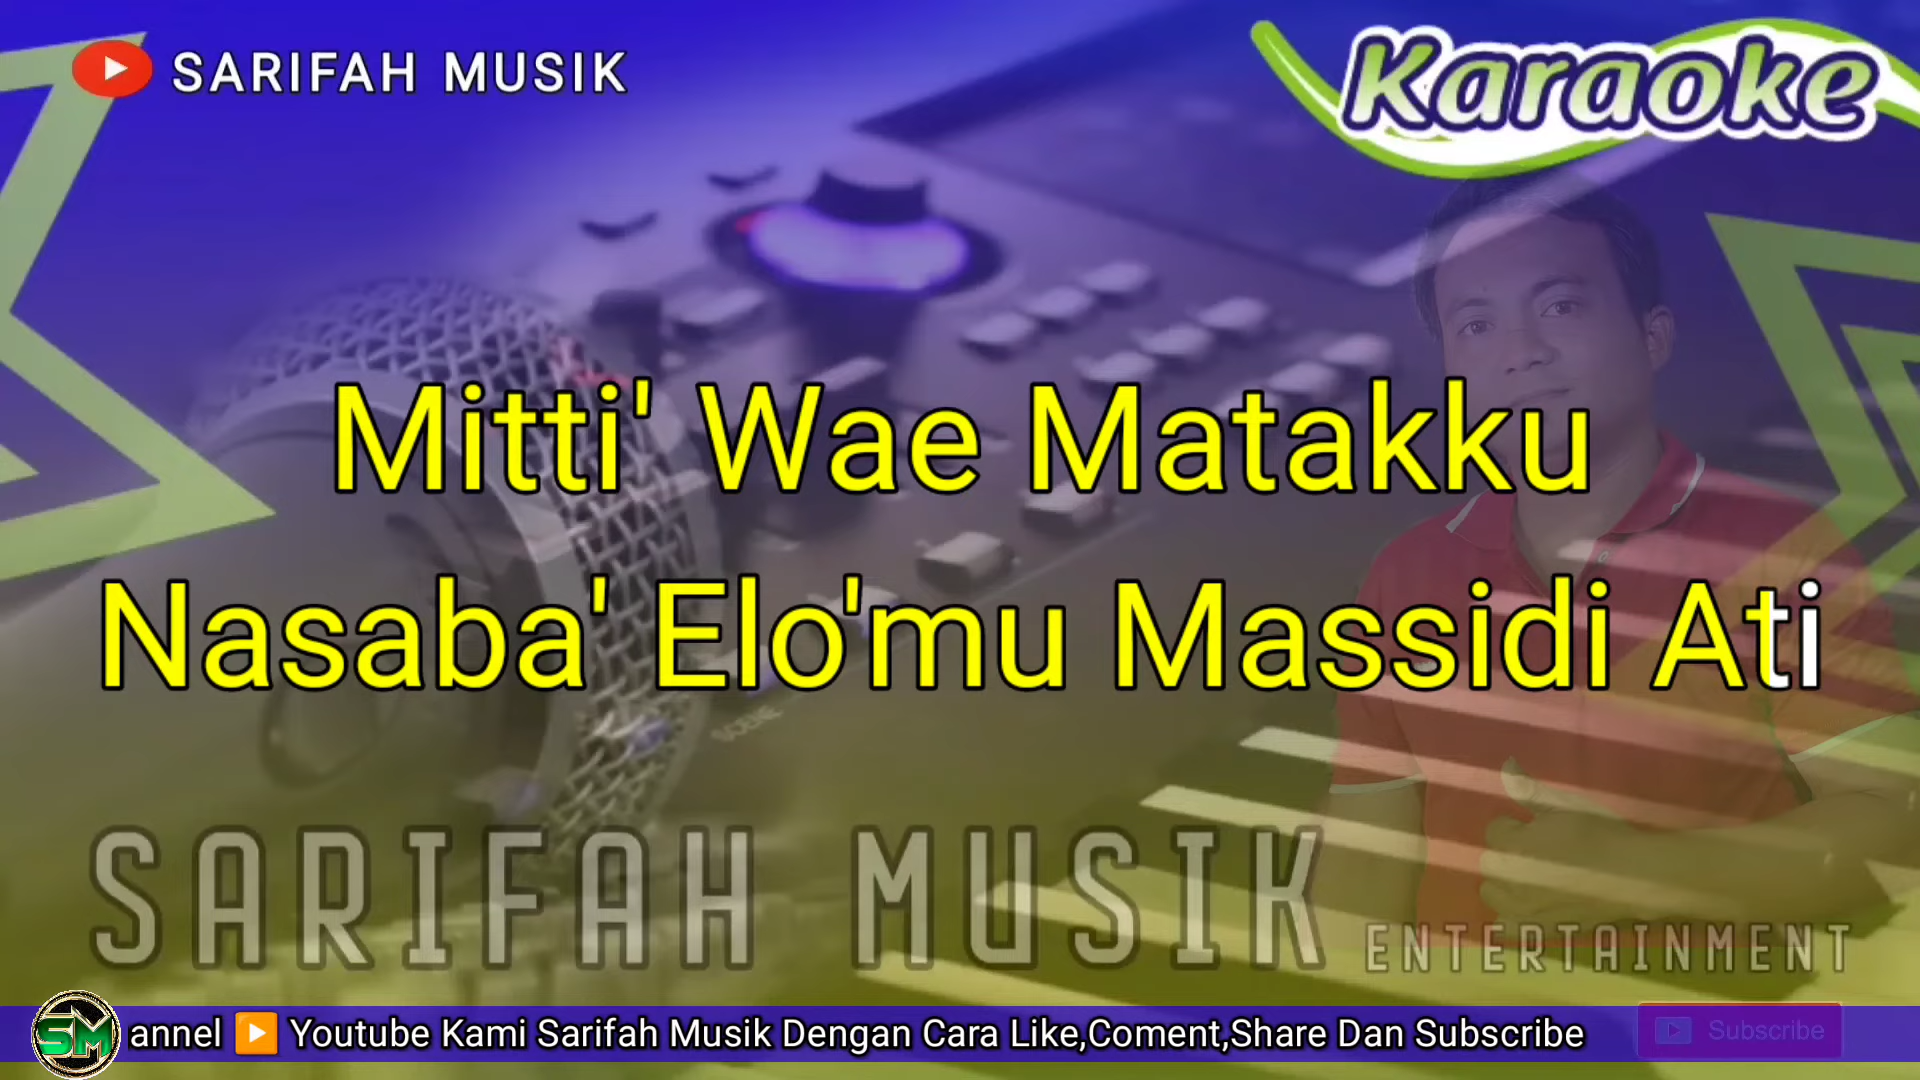 SARIFAH MUSIK
Karaoke
Mitti' Wae Matakku
Nasaba' Elo'mu Massidi Ati
SCENE
SARIFAH MUSIK ENTERTAINMENT
SM
annel Youtube Kami Sarifah Musik Dengan Cara Like,Coment,Share Dan Subscribe
Subscribe